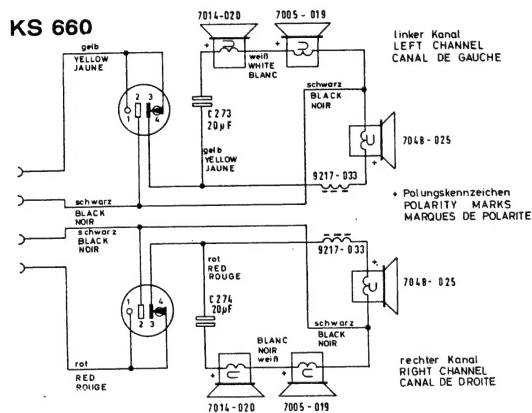 KS 660
7014-020
7005-019
linker Kanal
LEFT CHANNEL
CANAL DE GAUCHE
gelb
YELLOW
JAUNE
weiß
WHITE
BLANC
schwarz
BLACK
NOIR
2 3
1 4
C 273
20µF
7048-025
gelb
YELLOW
JAUNE
9217-033
+ Polungskennzeichen
POLARITY MARKS
MARQUES DE POLARITE
schwarz
BLACK
NOIR
schwarz
BLACK
NOIR
rot
RED
ROUGE
9217-033
7048-025
1 4
2 3
C 274
20µF
schwarz
BLACK
NOIR
BLANC
NOIR
weiß
rot
RED
ROUGE
rechter Kanal
RIGHT CHANNEL
CANAL DE DROITE
7014-020
7005-019